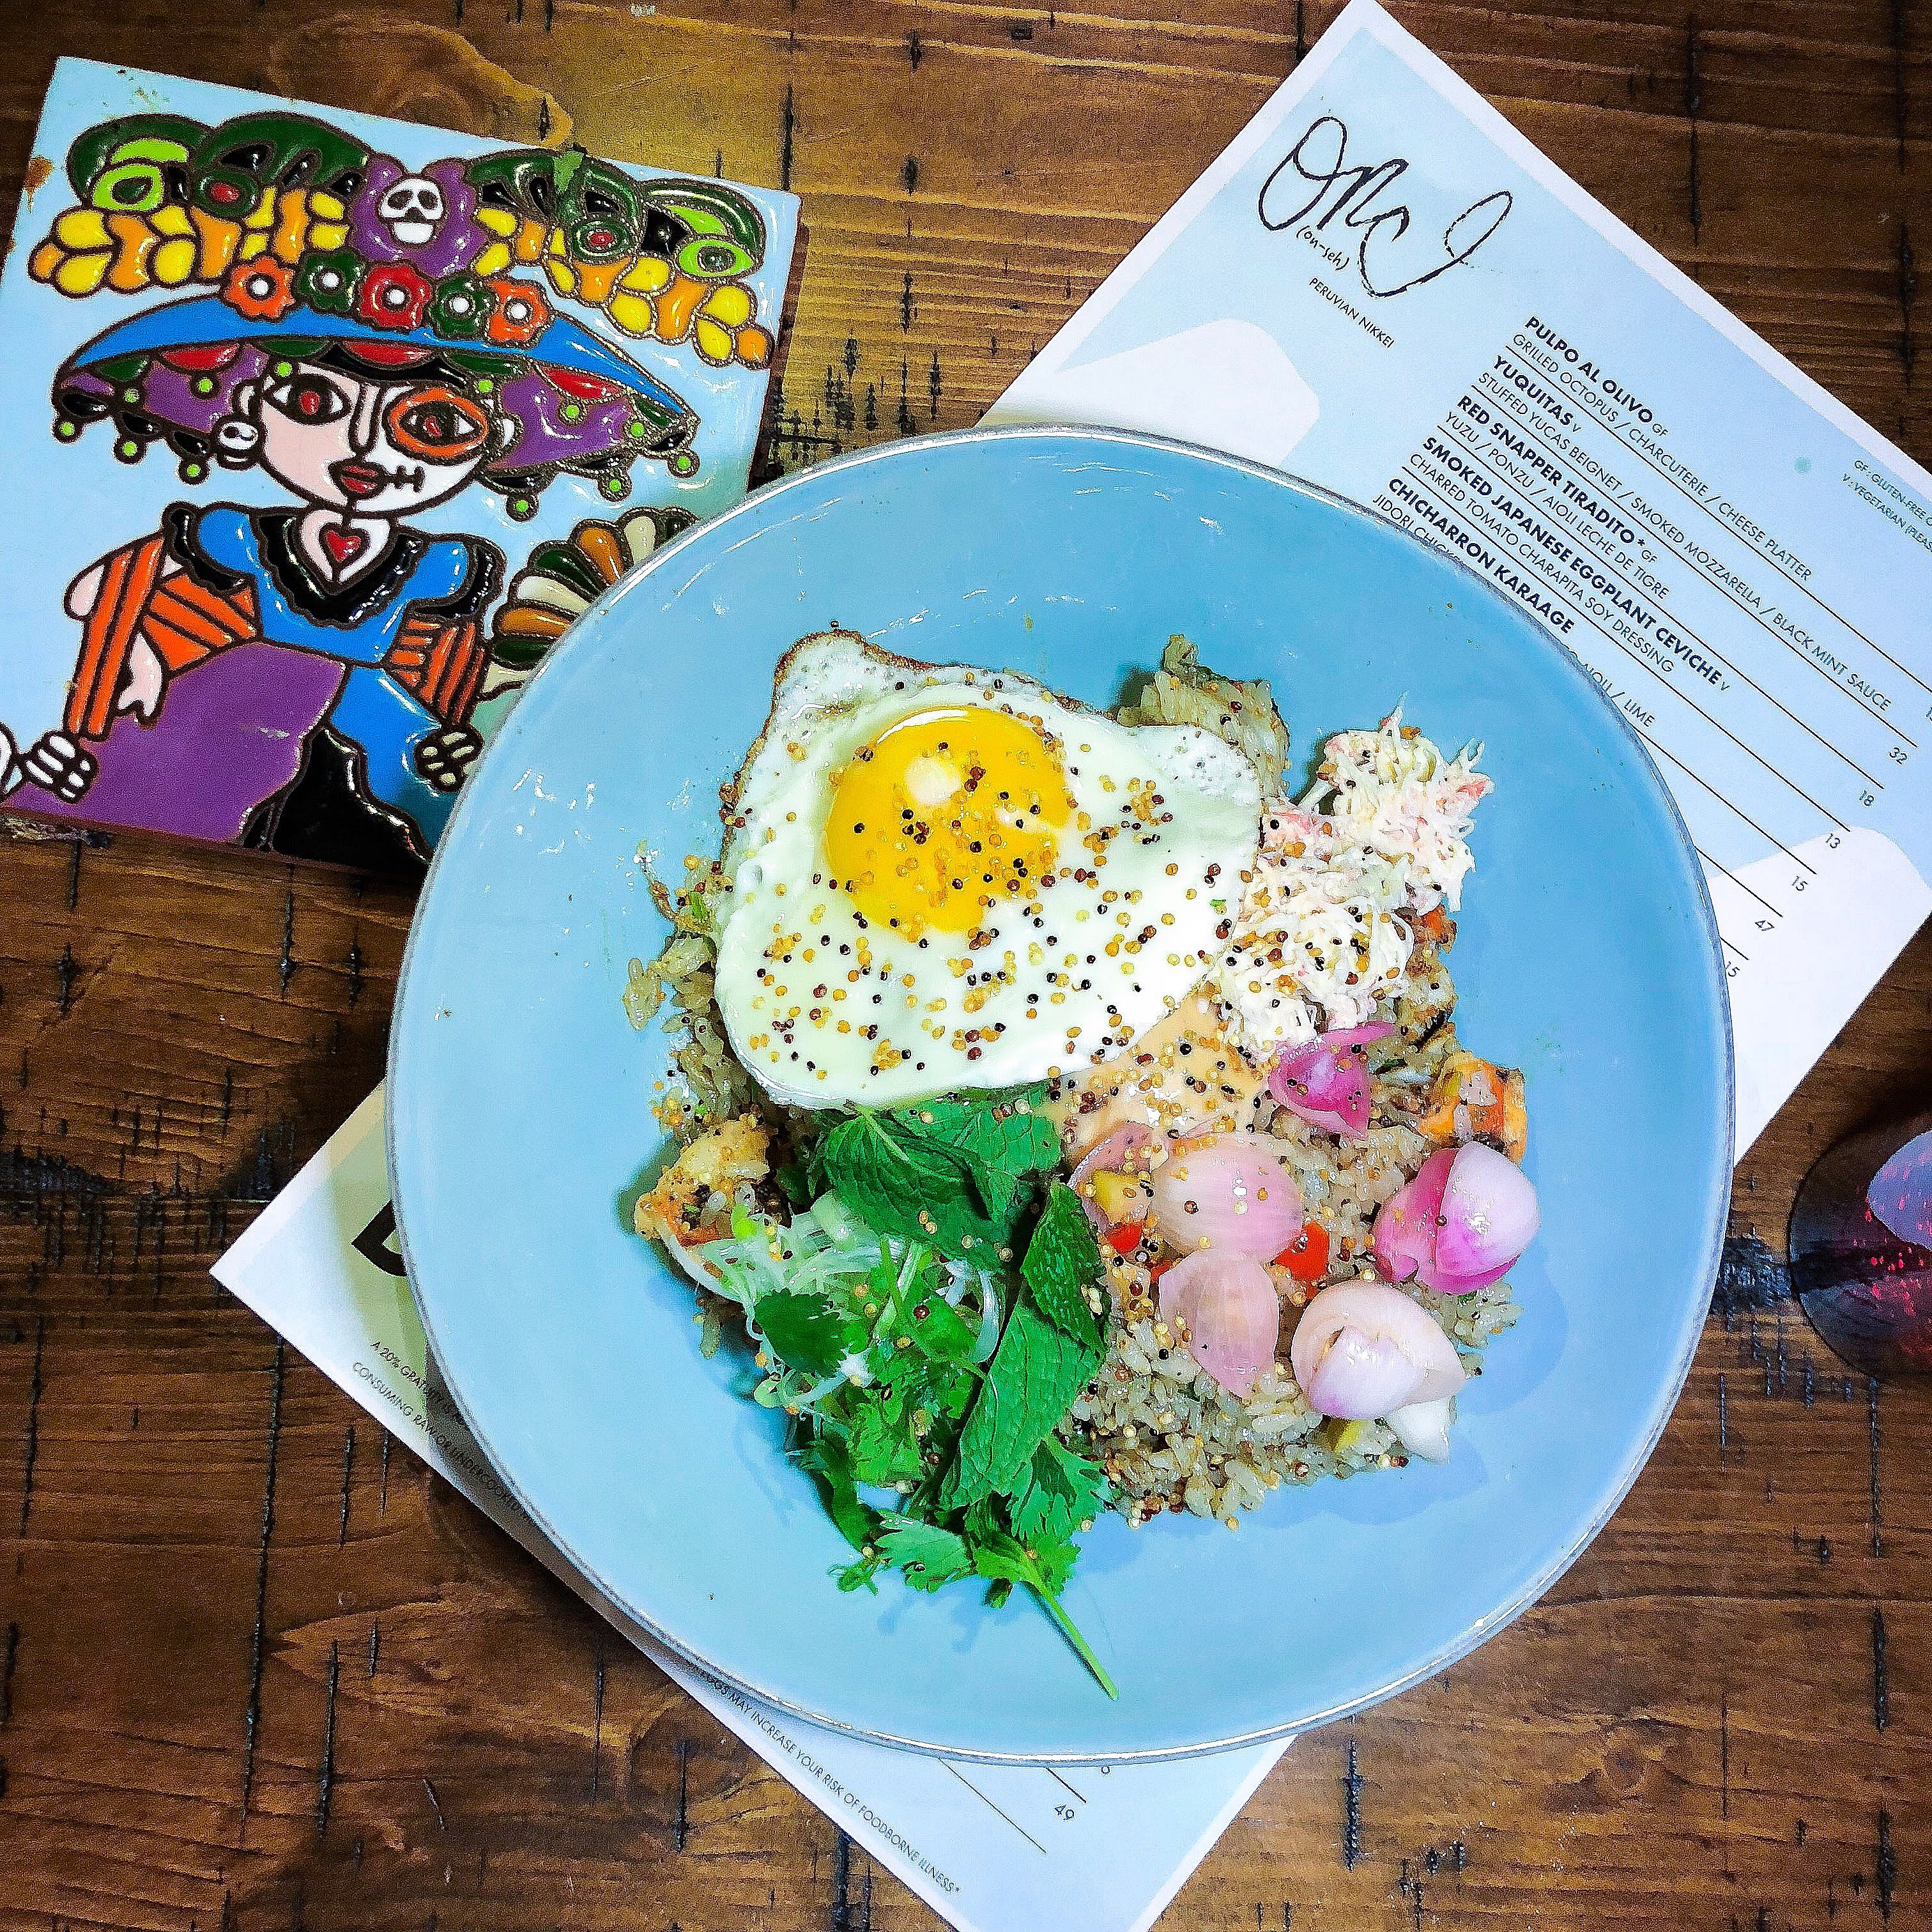 Once
(on-seh)
PERUVIAN NIKKEI
GF : GLUTEN-FREE
V : VEGETARIAN
PULPO AL OLIVO GF
GRILLED OCTOPUS / CHARCUTERIE / CHEESE PLATTER
YUQUITAS V
STUFFED YUCAS BEIGNET / SMOKED MOZZARELLA / BLACK MINT SAUCE
RED SNAPPER TIRADITO * GF
YUZU / PONZU / AIOLI LECHE DE TIGRE
SMOKED JAPANESE EGGPLANT CEVICHE V
CHARRED TOMATO CHARAPITA SOY DRESSING
CHICHARRON KARAAGE
JIDORI CHICKEN
/ LIME
32
18
13
15
47
15
49
A 20% GRATUITY
CONSUMING RAW OR UNDERCOOKED
EGGS MAY INCREASE YOUR RISK OF FOODBORNE ILLNESS*